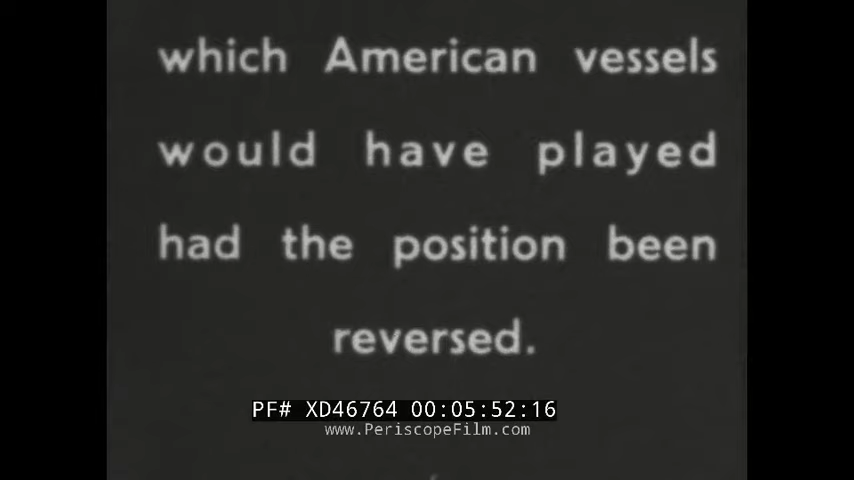 which American vessels
would have played
had the position been
reversed.
PF# XD46764 00:05:52:16
www.PeriscopeFilm.com